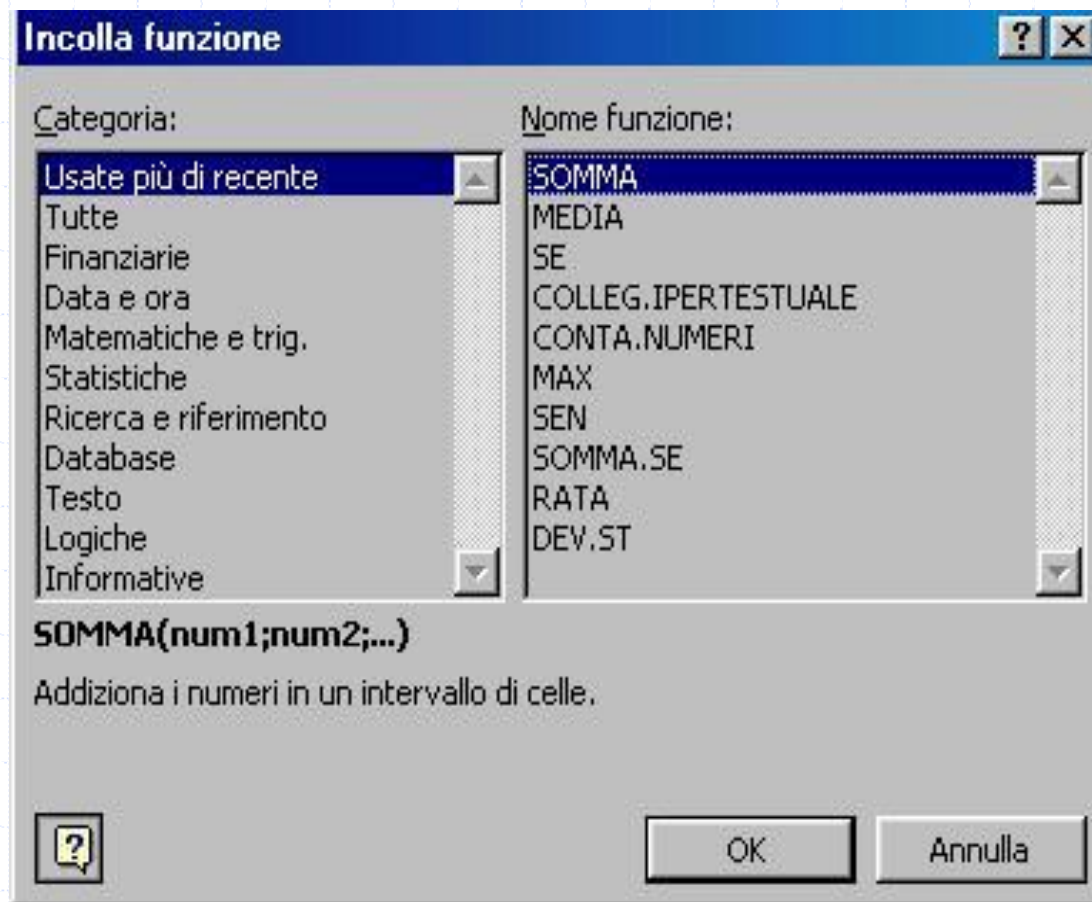 Incolla funzione
Categoria:
Usate più di recente
Tutte
Finanziarie
Data e ora
Matematiche e trig.
Statistiche
Ricerca e riferimento
Database
Testo
Logiche
Informative
Nome funzione:
SOMMA
MEDIA
SE
COLLEG.IPERTESTUALE
CONTA.NUMERI
MAX
SEN
SOMMA.SE
RATA
DEV.ST
SOMMA(num1;num2;...)
Addiziona i numeri in un intervallo di celle.
?
OK
Annulla